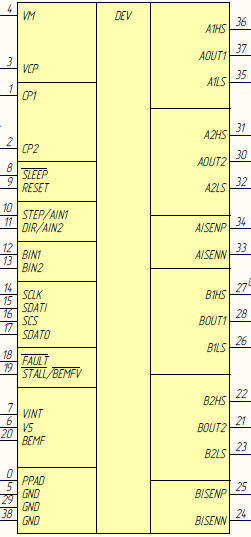 4 VM DEV A1HS 36
AOUT1 37
3 VCP A1LS 35
1 CP1
A2HS 31
2 CP2 AOUT2 30
8 SLEEP
9 RESET A2LS 32
10 STEP/AIN1
11 DIR/AIN2 AISENP 34
12 BIN1 AISENN 33
13 BIN2
14 SCLK B1HS 27
15 SDATI
16 SCS BOUT1 28
17 SDATO B1LS 26
18 FAULT
19 STALL/BEMFV
B2HS 22
7 VINT
6 V5 BOUT2 21
20 BEMF
B2LS 23
0 PPAD
5 GND BISENP 25
29 GND
38 GND BISENN 24